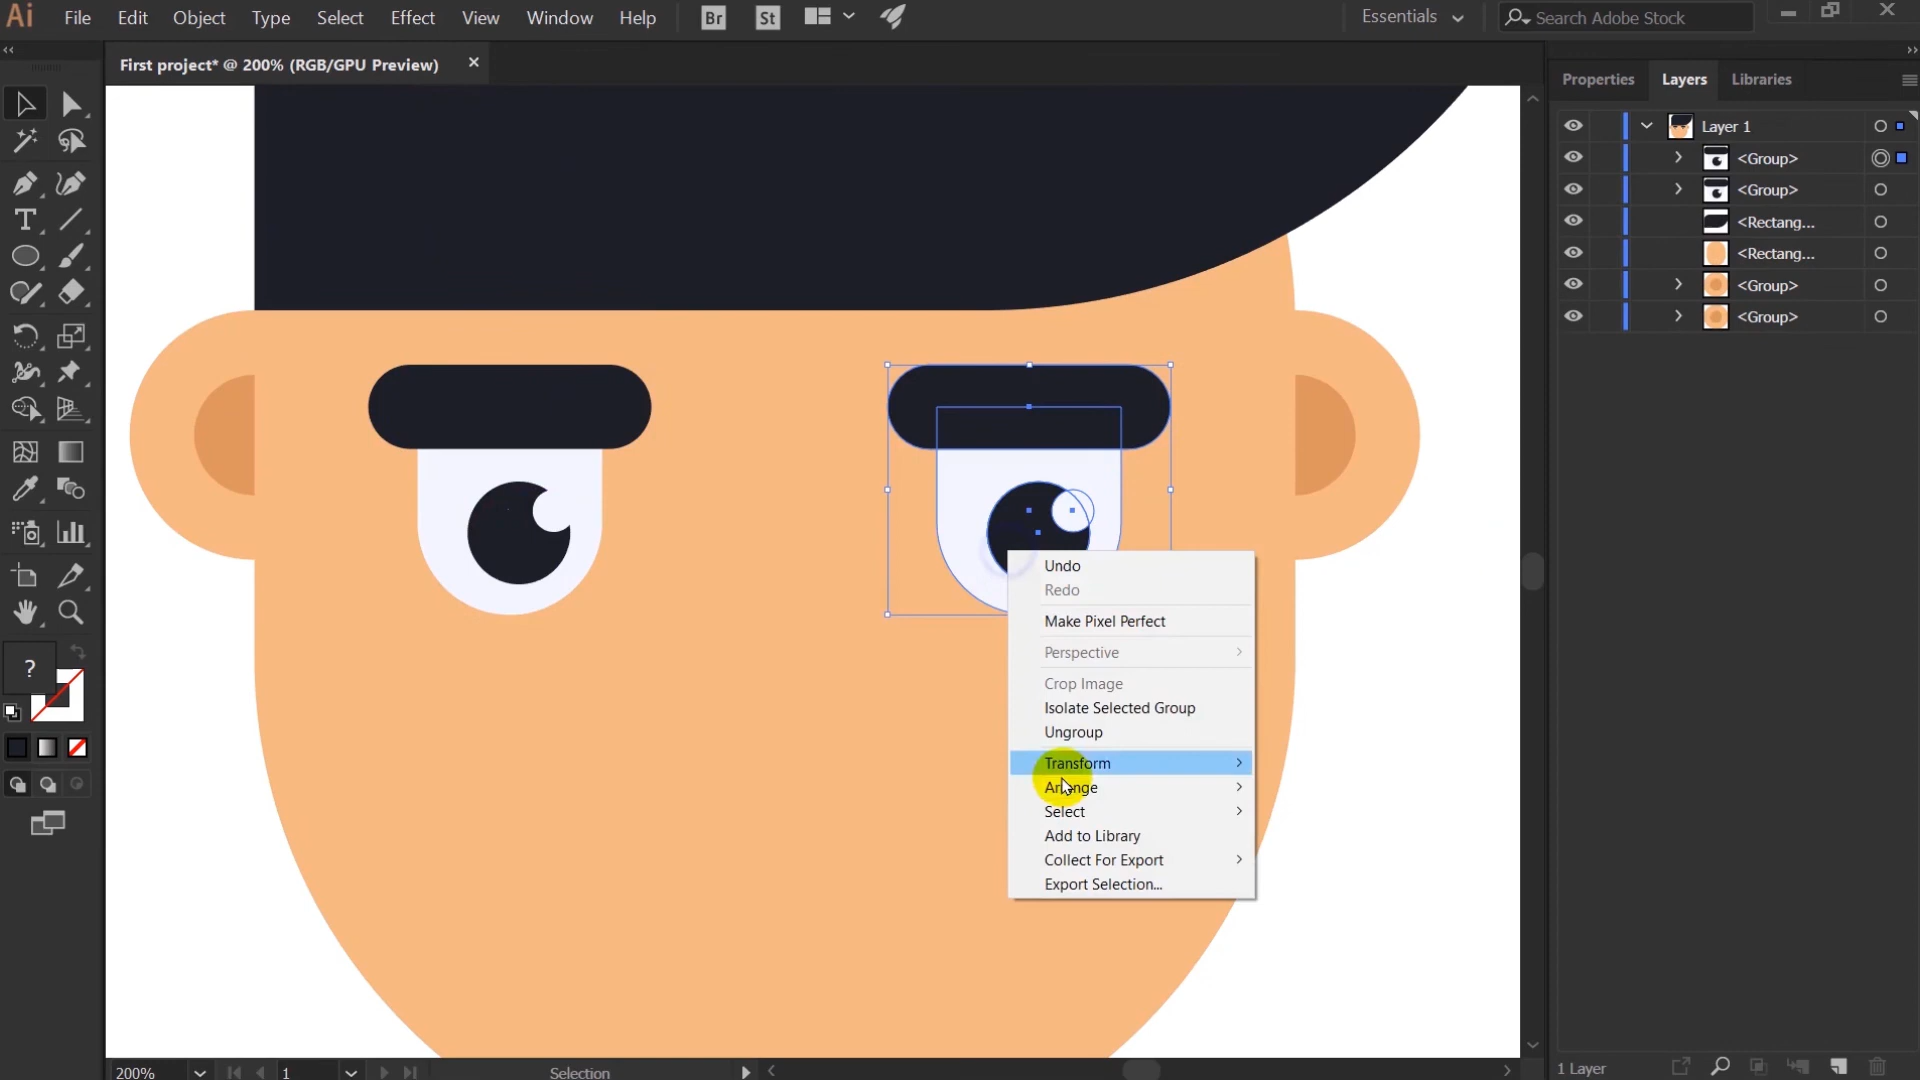 Ai File Edit Object Type Select Effect View Window Help Br St Essentials Search Adobe Stock
First project* @ 200% (RGB/GPU Preview)
Properties Layers Libraries
Layer 1
<Group>
<Group>
<Rectang...
<Rectang...
<Group>
<Group>
T
?
Undo
Redo
Make Pixel Perfect
Perspective
Crop Image
Isolate Selected Group
Ungroup
Transform
Arrange
Select
Add to Library
Collect For Export
Export Selection...
200% 1 Selection
1 Layer